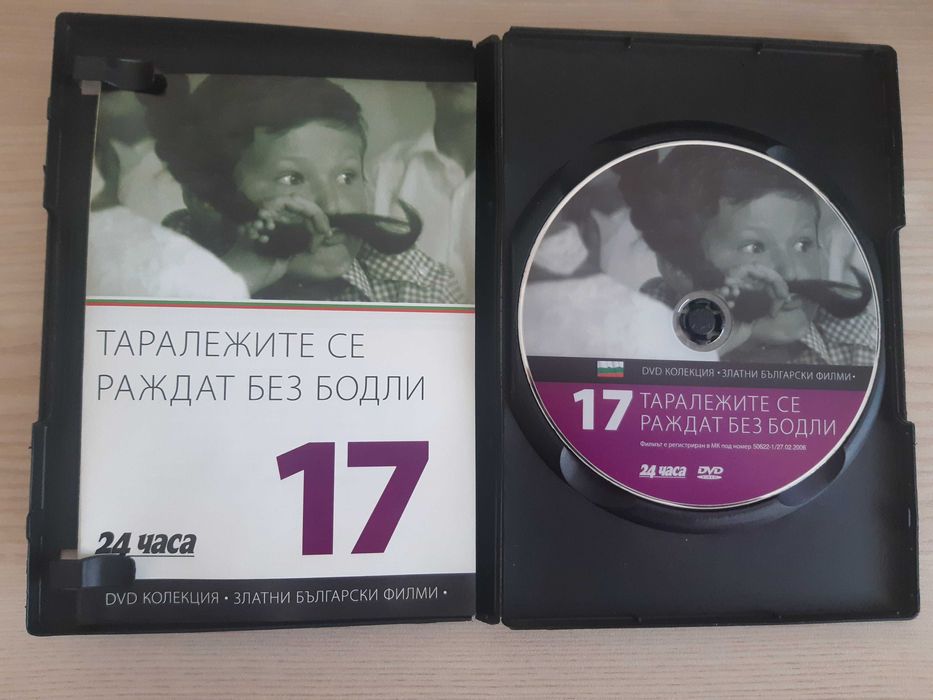 ТАРАЛЕЖИТЕ СЕ
РАЖДАТ БЕЗ БОДЛИ
17
24 часа
DVD КОЛЕКЦИЯ • ЗЛАТНИ БЪЛГАРСКИ ФИЛМИ •
DVD КОЛЕКЦИЯ • ЗЛАТНИ БЪЛГАРСКИ ФИЛМИ •
17
ТАРАЛЕЖИТЕ СЕ
РАЖДАТ БЕЗ БОДЛИ
Филмът е регистриран в МК под номер 50622-1/27.02.2006
24 часа
DVD
VIDEO